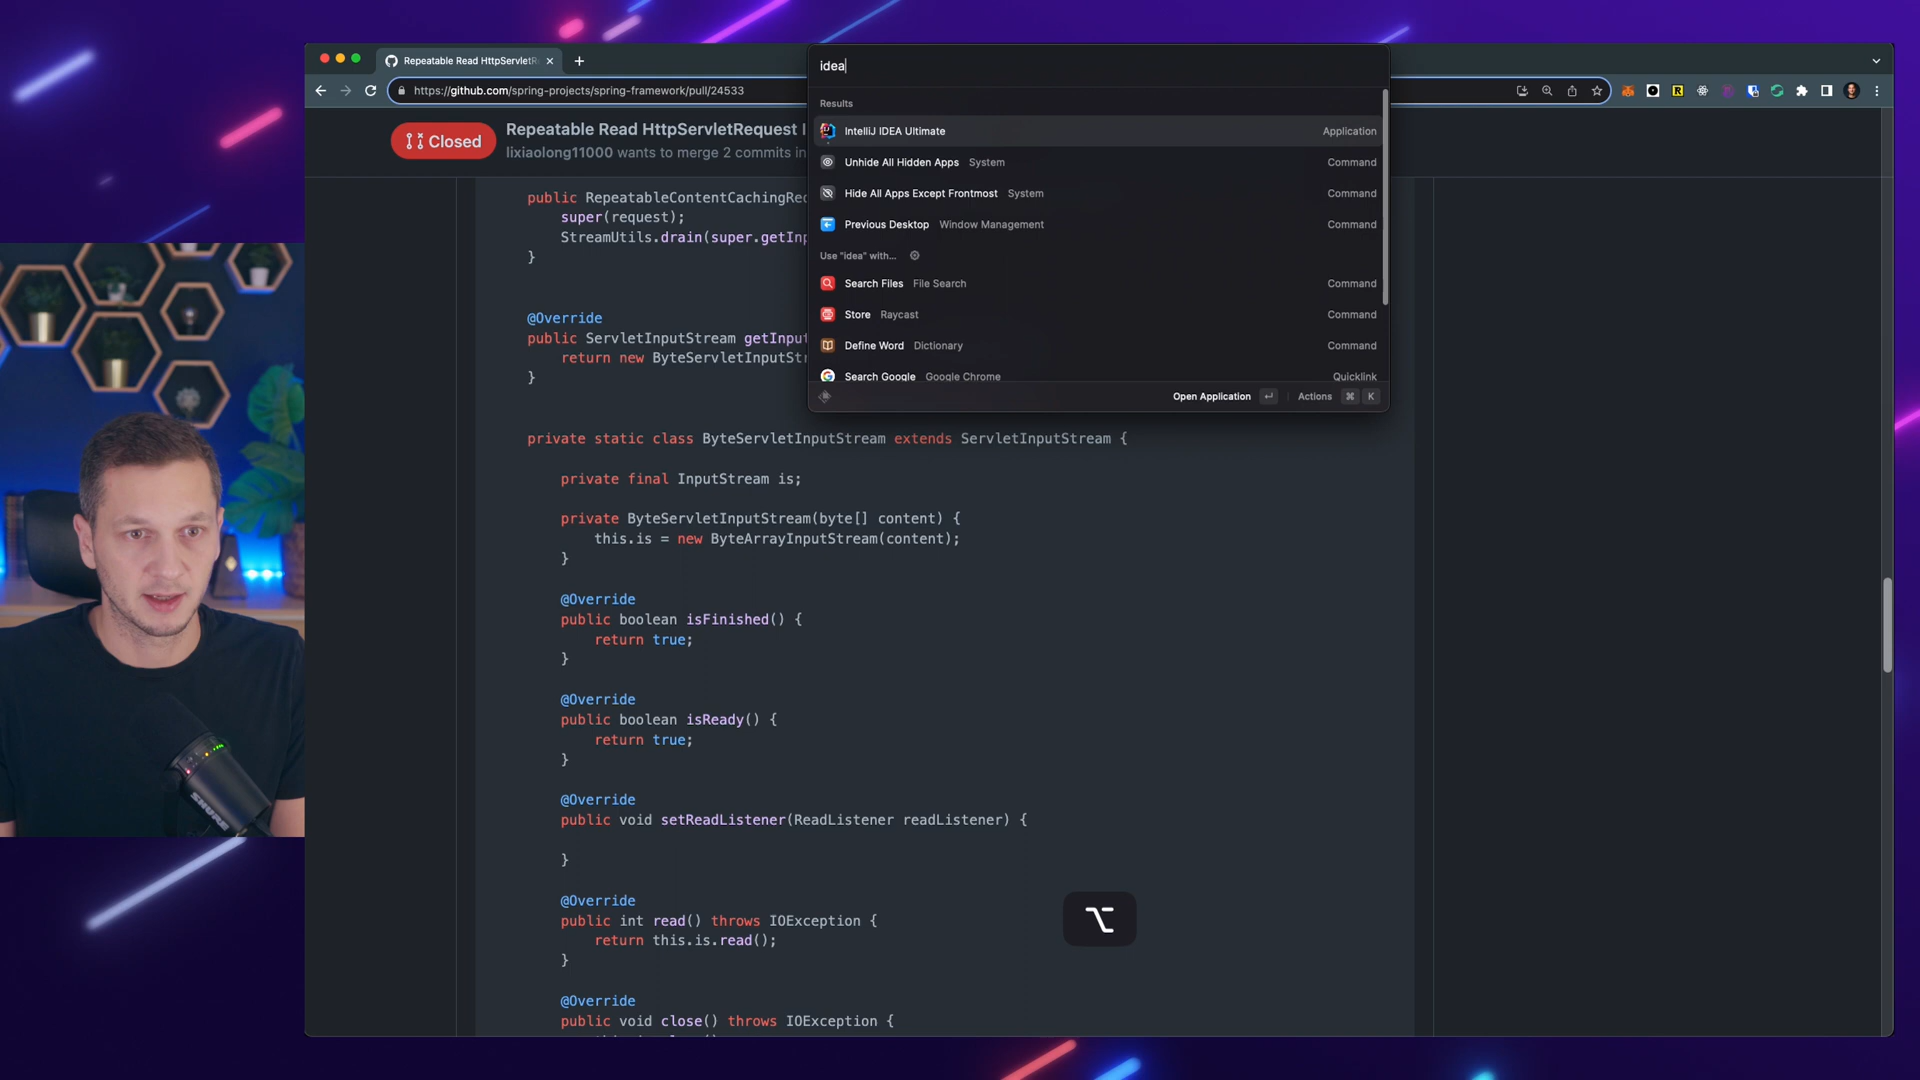 Repeatable Read HttpServletR
idea
https://github.com/spring-projects/spring-framework/pull/24533
Closed
Repeatable Read HttpServletRequest I
lixiaolong11000 wants to merge 2 commits in
Results
IntelliJ IDEA Ultimate Application
Unhide All Hidden Apps System Command
Hide All Apps Except Frontmost System Command
Previous Desktop Window Management Command
Use "idea" with...
Search Files File Search Command
Store Raycast Command
Define Word Dictionary Command
Search Google Google Chrome Quicklink
Open Application ↵ Actions ⌘ K
public RepeatableContentCachingRe
super(request);
StreamUtils.drain(super.getInp
}
@Override
public ServletInputStream getInput
return new ByteServletInputStr
}
private static class ByteServletInputStream extends ServletInputStream {
private final InputStream is;
private ByteServletInputStream(byte[] content) {
this.is = new ByteArrayInputStream(content);
}
@Override
public boolean isFinished() {
return true;
}
@Override
public boolean isReady() {
return true;
}
@Override
public void setReadListener(ReadListener readListener) {
}
@Override
public int read() throws IOException {
return this.is.read();
}
@Override
public void close() throws IOException {
⌥
SHURE